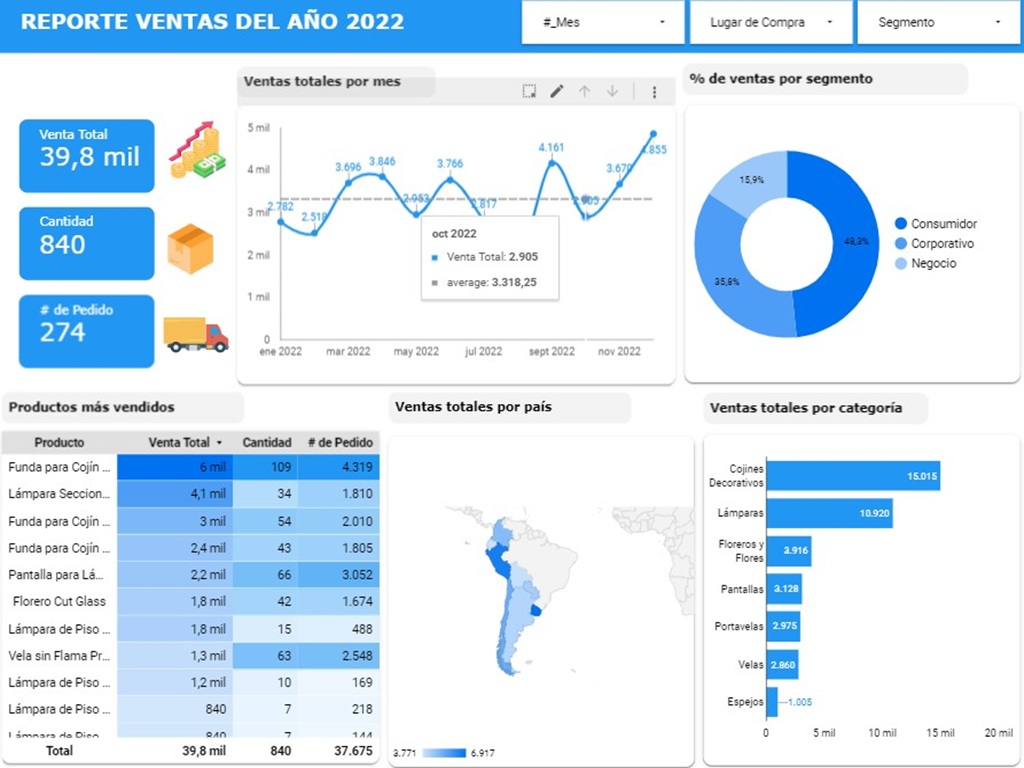 REPORTE VENTAS DEL AÑO 2022
#_Mes
Lugar de Compra
Segmento
Venta Total
39,8 mil
Cantidad
840
# de Pedido
274
Ventas totales por mes
5 mil
4 mil
3 mil
2 mil
1 mil
0
2.782
2.518
3.696
3.846
2.953
3.766
2.817
4.161
2.905
3.670
4.855
oct 2022
Venta Total: 2.905
average: 3.318,25
ene 2022
mar 2022
may 2022
jul 2022
sept 2022
nov 2022
% de ventas por segmento
15,9%
35,8%
48,3%
Consumidor
Corporativo
Negocio
Productos más vendidos
Producto Venta Total Cantidad # de Pedido
Funda para Cojín ... 6 mil 109 4.319
Lámpara Seccion... 4,1 mil 34 1.810
Funda para Cojín ... 3 mil 54 2.010
Funda para Cojín ... 2,4 mil 43 1.805
Pantalla para Lá... 2,2 mil 66 3.052
Florero Cut Glass 1,8 mil 42 1.674
Lámpara de Piso ... 1,8 mil 15 488
Vela sin Flama Pr... 1,3 mil 63 2.548
Lámpara de Piso ... 1,2 mil 10 169
Lámpara de Piso ... 840 7 218
Lámpara de Piso ... 840 7 144
Total 39,8 mil 840 37.675
Ventas totales por país
3.771
6.917
Ventas totales por categoría
Cojines
Decorativos
15.015
Lámparas
10.920
Floreros y
Flores
3.916
Pantallas
3.128
Portavelas
2.975
Velas
2.860
Espejos
1.005
0
5 mil
10 mil
15 mil
20 mil